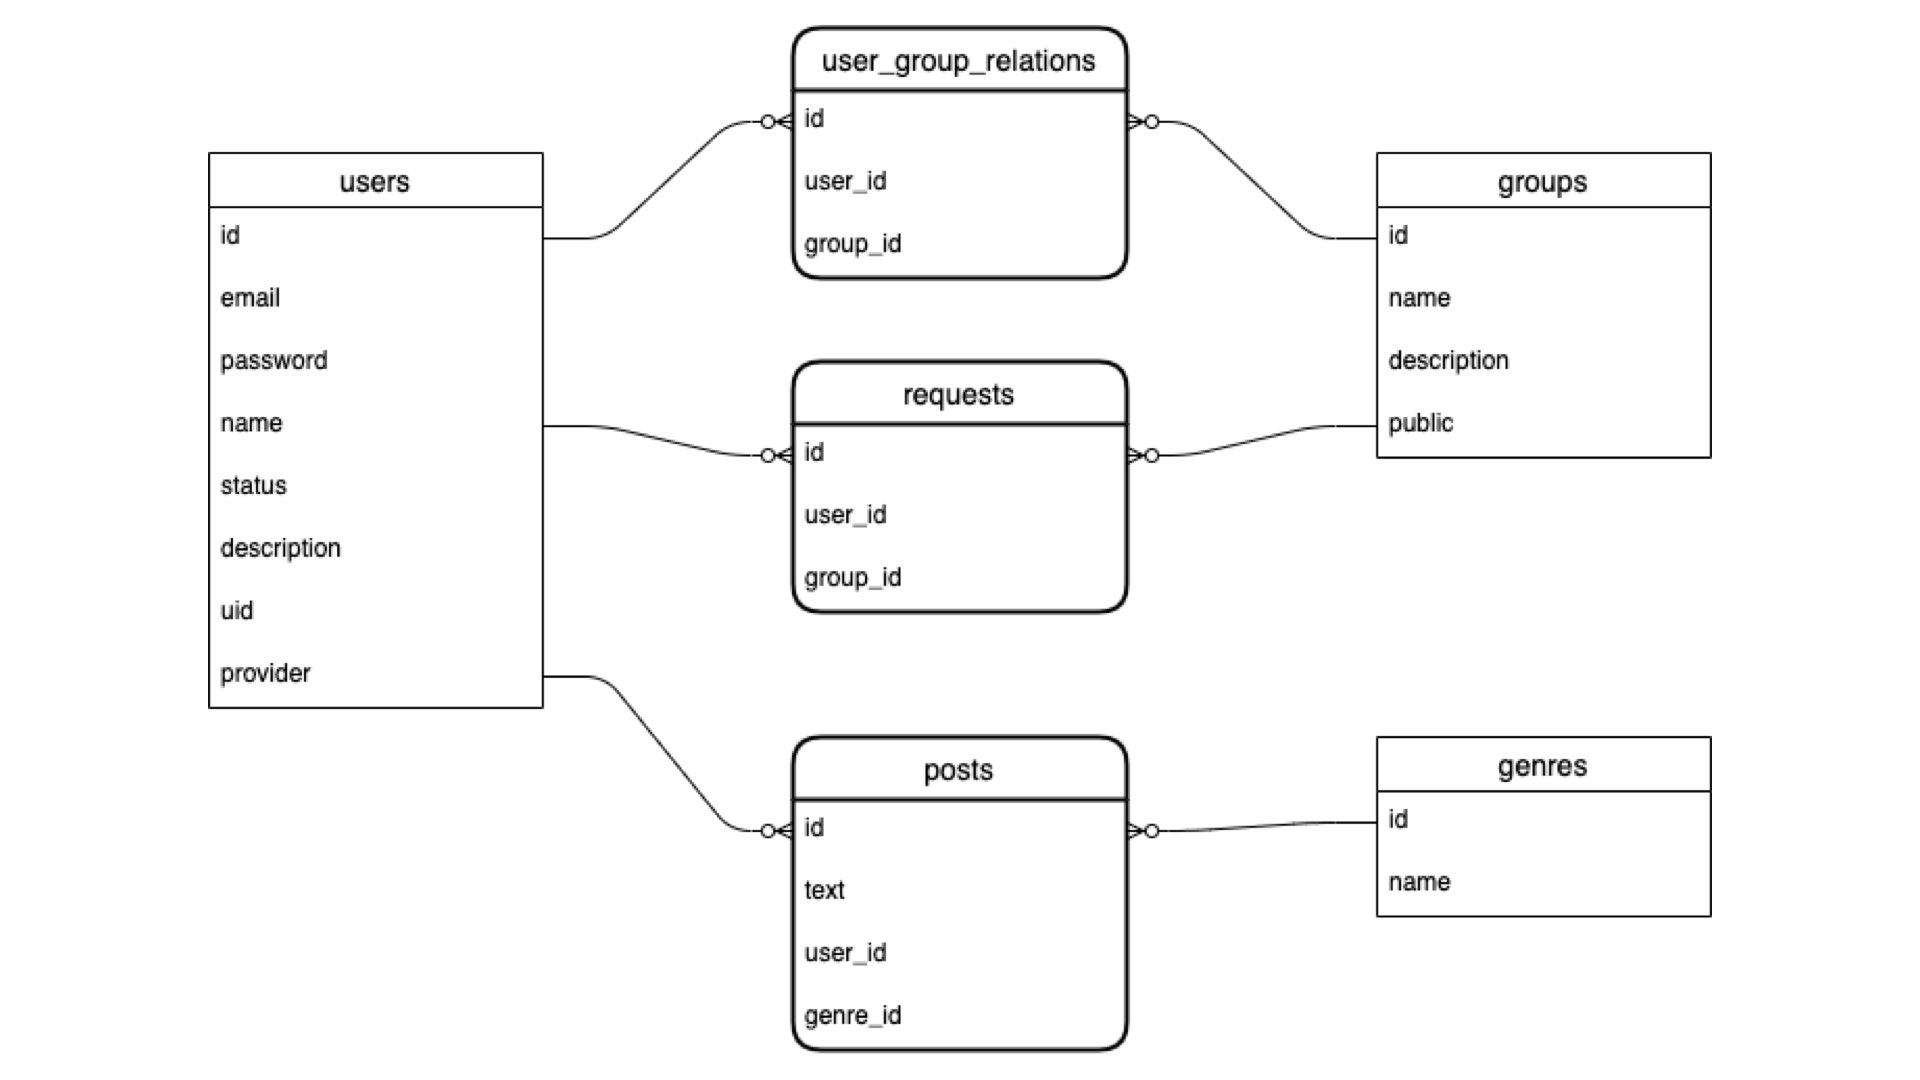 users
id
email
password
name
status
description
uid
provider
user_group_relations
id
user_id
group_id
requests
id
user_id
group_id
posts
id
text
user_id
genre_id
groups
id
name
description
public
genres
id
name